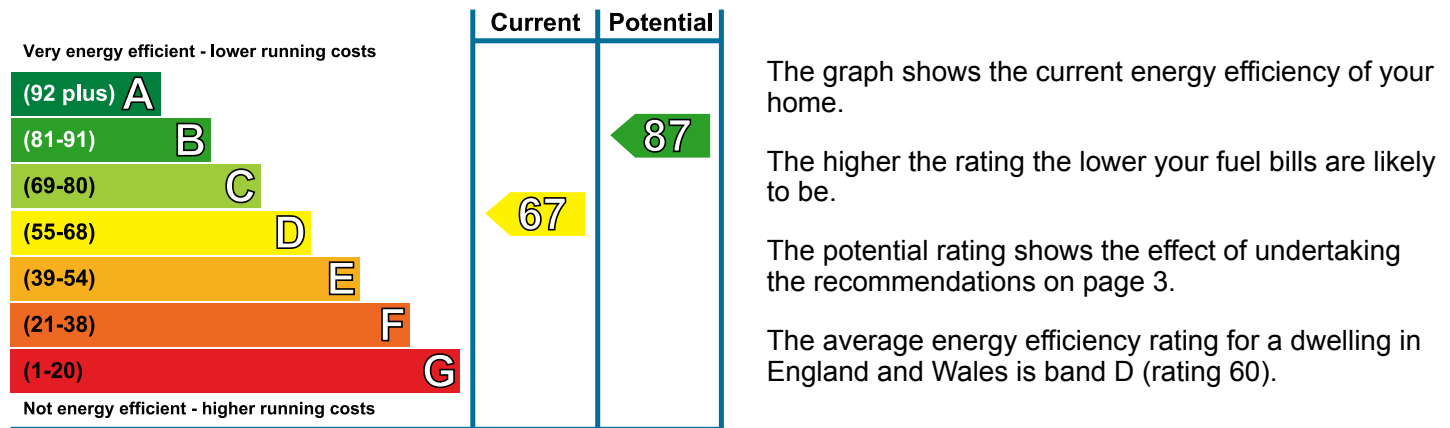 Current Potential
Very energy efficient - lower running costs
(92 plus) A
(81-91) B
87
(69-80) C
67
(55-68) D
(39-54) E
(21-38) F
(1-20) G
Not energy efficient - higher running costs
The graph shows the current energy efficiency of your
home.
The higher the rating the lower your fuel bills are likely
to be.
The potential rating shows the effect of undertaking
the recommendations on page 3.
The average energy efficiency rating for a dwelling in
England and Wales is band D (rating 60).